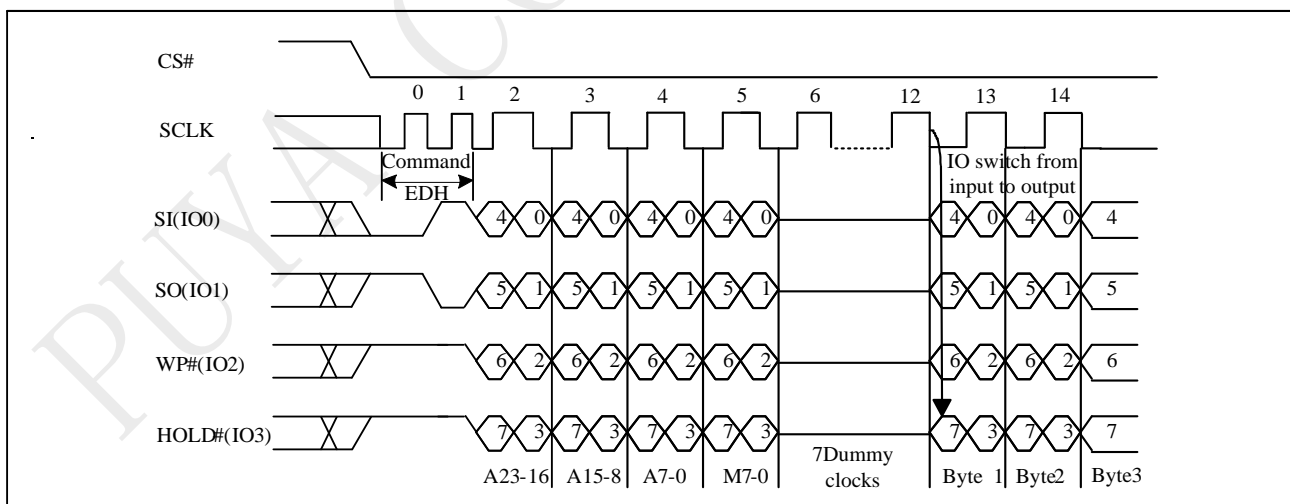 CS#
0 1 2 3 4 5 6 12 13 14
SCLK
Command
EDH
IO switch from
input to output
SI(IO0)
4 0 4 0 4 0 4 0 4 0 4 0 4
SO(IO1)
5 1 5 1 5 1 5 1 5 1 5 1 5
WP#(IO2)
6 2 6 2 6 2 6 2 6 2 6 2 6
HOLD#(IO3)
7 3 7 3 7 3 7 3 7 3 7 3 7
A23-16 A15-8 A7-0 M7-0
7Dummy
clocks
Byte 1 Byte2 Byte3
PUYA CO